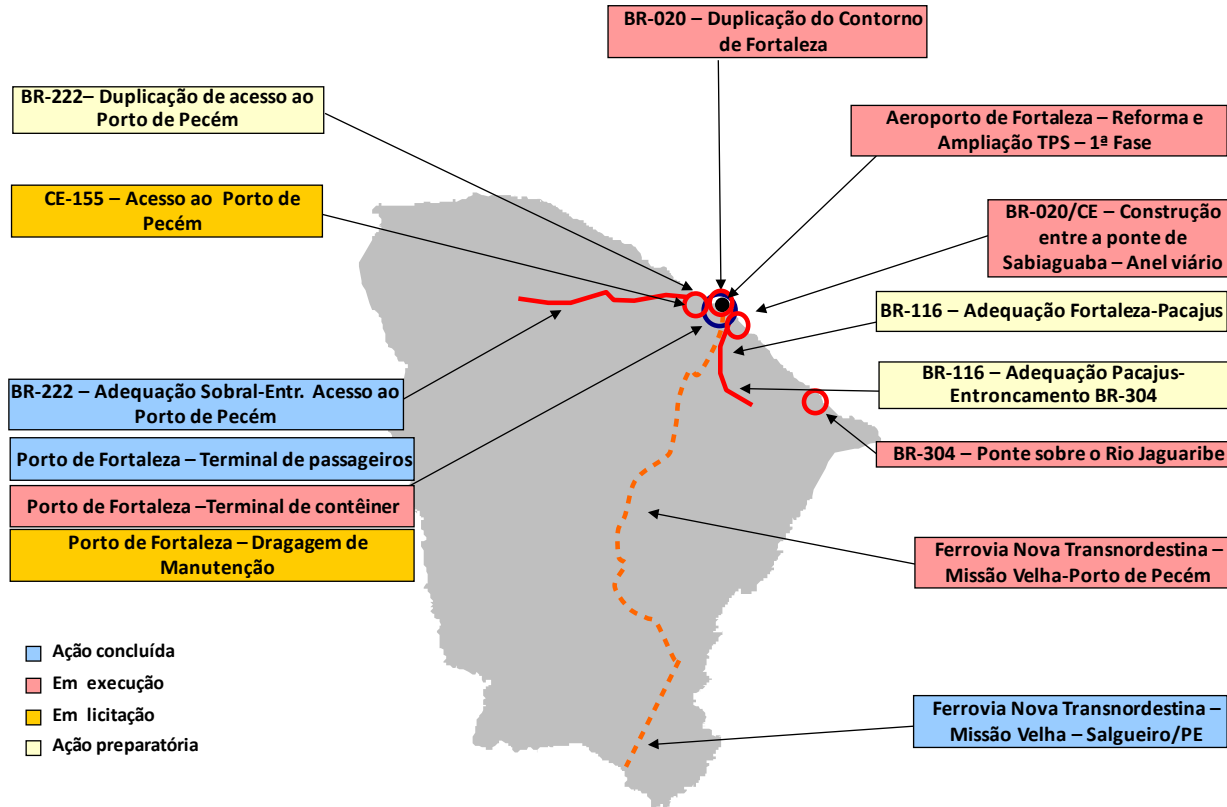 BR-020 – Duplicação do Contorno
de Fortaleza
BR-222– Duplicação de acesso ao
Porto de Pecém
Aeroporto de Fortaleza – Reforma e
Ampliação TPS – 1ª Fase
CE-155 – Acesso ao Porto de
Pecém
BR-020/CE – Construção
entre a ponte de
Sabiaguaba – Anel viário
BR-116 – Adequação Fortaleza-Pacajus
BR-116 – Adequação Pacajus-
Entroncamento BR-304
BR-222 – Adequação Sobral-Entr. Acesso ao
Porto de Pecém
BR-304 – Ponte sobre o Rio Jaguaribe
Porto de Fortaleza – Terminal de passageiros
Porto de Fortaleza –Terminal de contêiner
Porto de Fortaleza – Dragagem de
Manutenção
Ferrovia Nova Transnordestina –
Missão Velha-Porto de Pecém
Ação concluída
Em execução
Em licitação
Ação preparatória
Ferrovia Nova Transnordestina –
Missão Velha – Salgueiro/PE